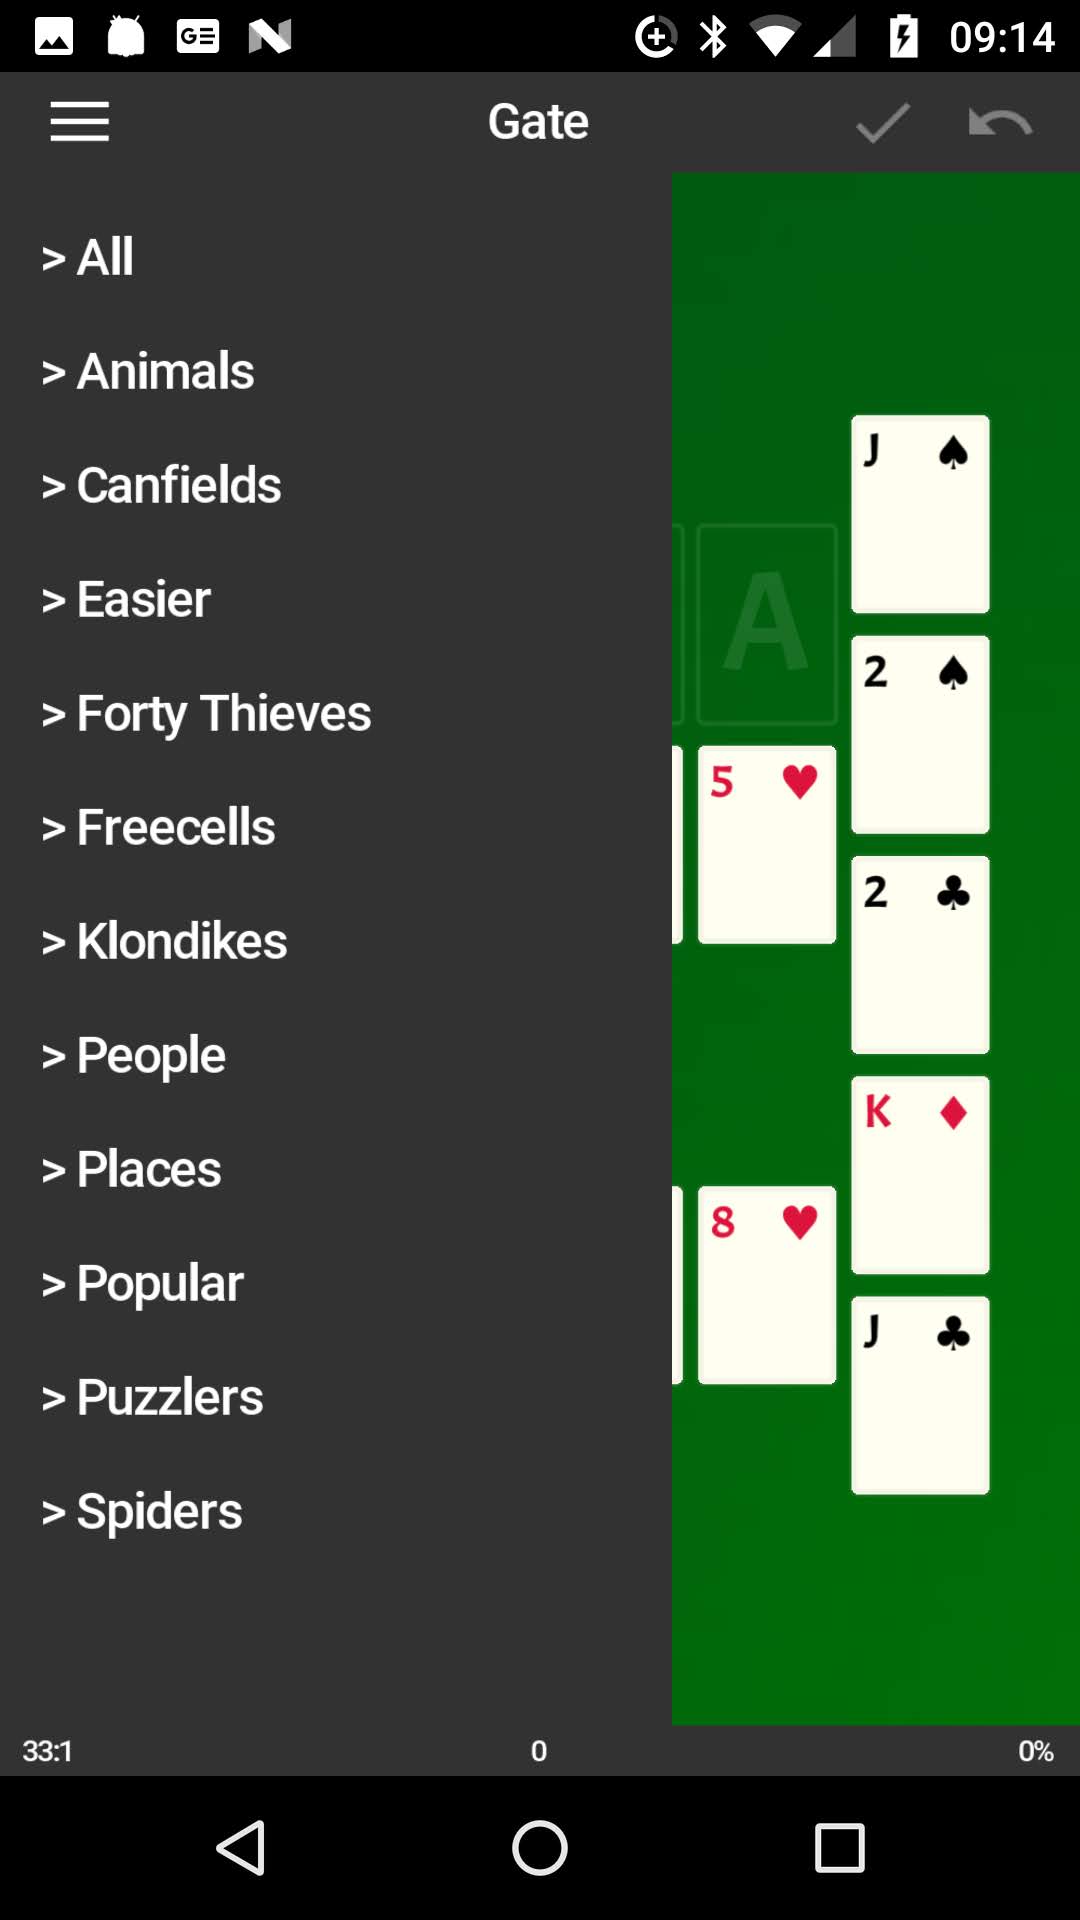 GE
09:14
Gate
> All
> Animals
> Canfields
> Easier
> Forty Thieves
> Freecells
> Klondikes
> People
> Places
> Popular
> Puzzlers
> Spiders
J
A
2
5
2
K
8
J
33:1
0
0%